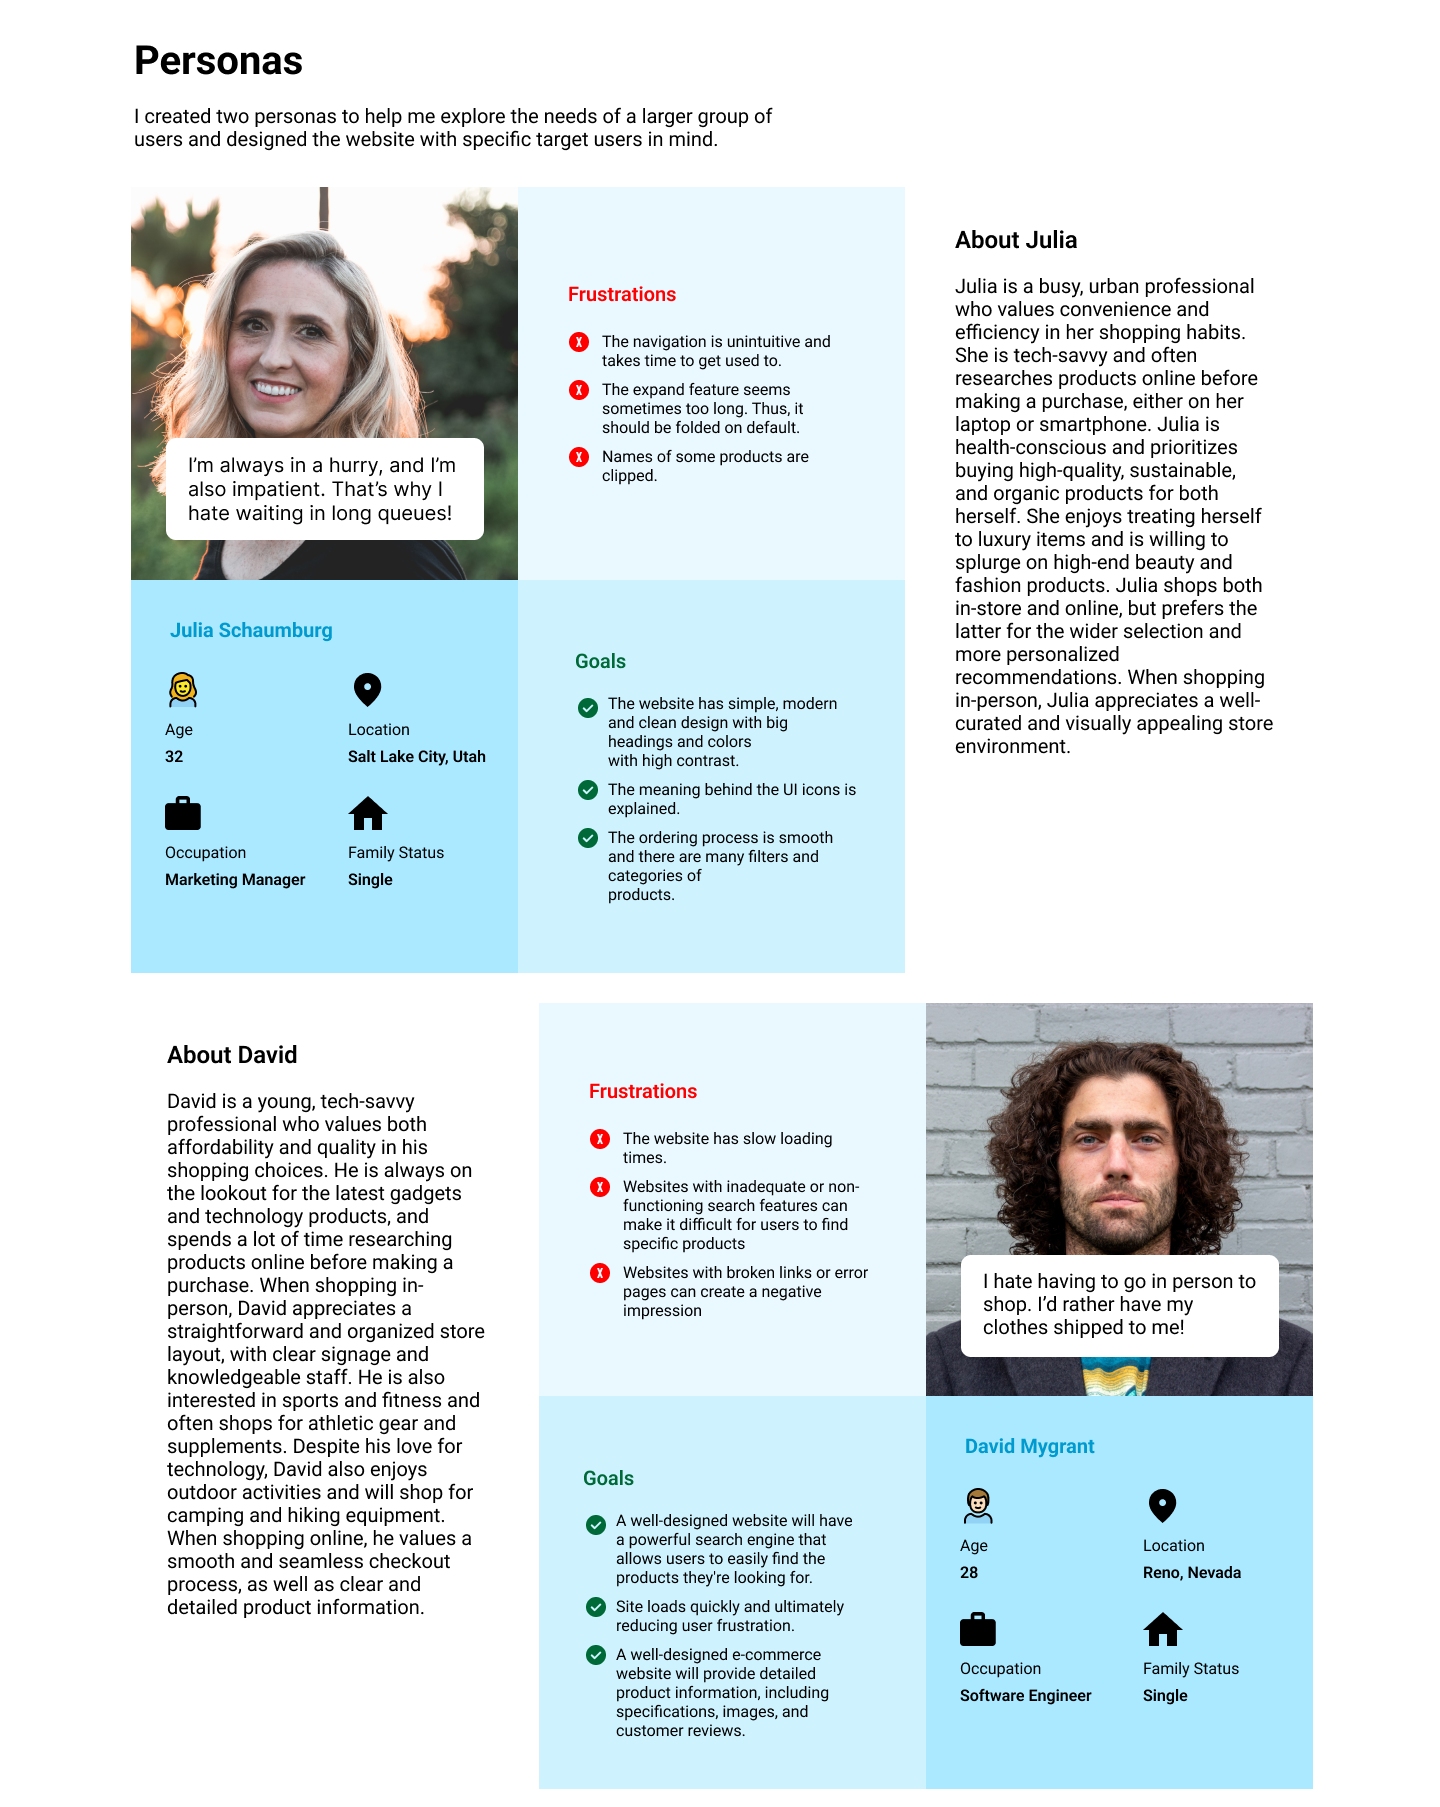 Personas
I created two personas to help me explore the needs of a larger group of
users and designed the website with specific target users in mind.
I'm always in a hurry, and I'm
also impatient. That's why I
hate waiting in long queues!
Frustrations
The navigation is unintuitive and
takes time to get used to.
The expand feature seems
sometimes too long. Thus, it
should be folded on default.
Names of some products are
clipped.
Julia Schaumburg
Age
32
Location
Salt Lake City, Utah
Occupation
Marketing Manager
Family Status
Single
Goals
The website has simple, modern
and clean design with big
headings and colors
with high contrast.
The meaning behind the UI icons is
explained.
The ordering process is smooth
and there are many filters and
categories of
products.
About Julia
Julia is a busy, urban professional
who values convenience and
efficiency in her shopping habits.
She is tech-savvy and often
researches products online before
making a purchase, either on her
laptop or smartphone. Julia is
health-conscious and prioritizes
buying high-quality, sustainable,
and organic products for both
herself. She enjoys treating herself
to luxury items and is willing to
splurge on high-end beauty and
fashion products. Julia shops both
in-store and online, but prefers the
latter for the wider selection and
more personalized
recommendations. When shopping
in-person, Julia appreciates a well-
curated and visually appealing store
environment.
About David
David is a young, tech-savvy
professional who values both
affordability and quality in his
shopping choices. He is always on
the lookout for the latest gadgets
and technology products, and
spends a lot of time researching
products online before making a
purchase. When shopping in-
person, David appreciates a
straightforward and organized store
layout, with clear signage and
knowledgeable staff. He is also
interested in sports and fitness and
often shops for athletic gear and
supplements. Despite his love for
technology, David also enjoys
outdoor activities and will shop for
camping and hiking equipment.
When shopping online, he values a
smooth and seamless checkout
process, as well as clear and
detailed product information.
Frustrations
The website has slow loading
times.
Websites with inadequate or non-
functioning search features can
make it difficult for users to find
specific products
Websites with broken links or error
pages can create a negative
impression
I hate having to go in person to
shop. I'd rather have my
clothes shipped to me!
Goals
A well-designed website will have
a powerful search engine that
allows users to easily find the
products they're looking for.
Site loads quickly and ultimately
reducing user frustration.
A well-designed e-commerce
website will provide detailed
product information, including
specifications, images, and
customer reviews.
David Mygrant
Age
28
Location
Reno, Nevada
Occupation
Software Engineer
Family Status
Single